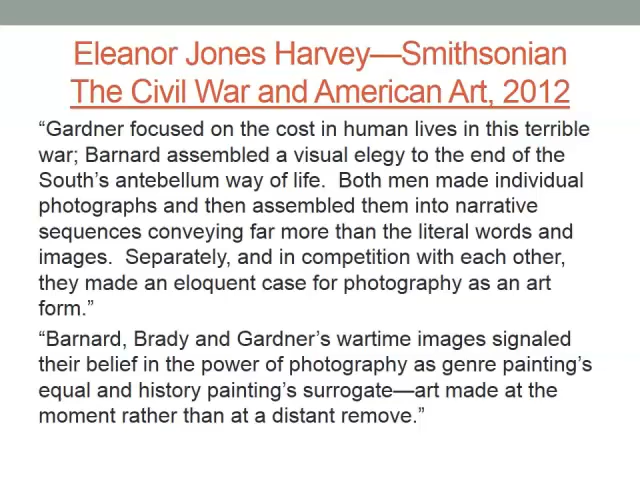 Eleanor Jones Harvey—Smithsonian
The Civil War and American Art, 2012
“Gardner focused on the cost in human lives in this terrible
war; Barnard assembled a visual elegy to the end of the
South’s antebellum way of life.  Both men made individual
photographs and then assembled them into narrative
sequences conveying far more than the literal words and
images.  Separately, and in competition with each other,
they made an eloquent case for photography as an art
form.”
“Barnard, Brady and Gardner’s wartime images signaled
their belief in the power of photography as genre painting’s
equal and history painting’s surrogate—art made at the
moment rather than at a distant remove.”